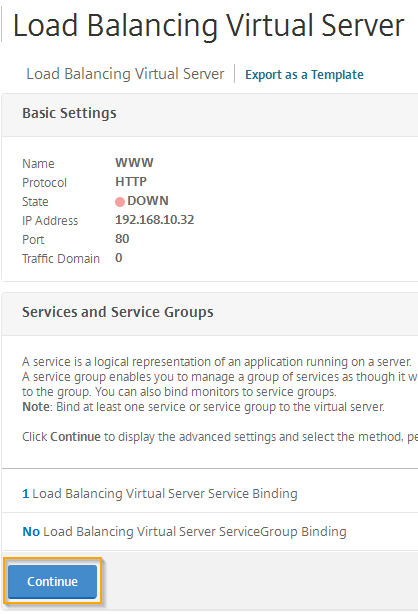 Load Balancing Virtual Server
Load Balancing Virtual Server
Export as a Template
Basic Settings
Name WWW
Protocol HTTP
State DOWN
IP Address 192.168.10.32
Port 80
Traffic Domain 0
Services and Service Groups
A service is a logical representation of an application running on a server.
A service group enables you to manage a group of services as though it w
to the group. You can also bind monitors to service groups.
Note: Bind at least one service or service group to the virtual server.
Click Continue to display the advanced settings and select the method, pe
1 Load Balancing Virtual Server Service Binding
No Load Balancing Virtual Server ServiceGroup Binding
Continue